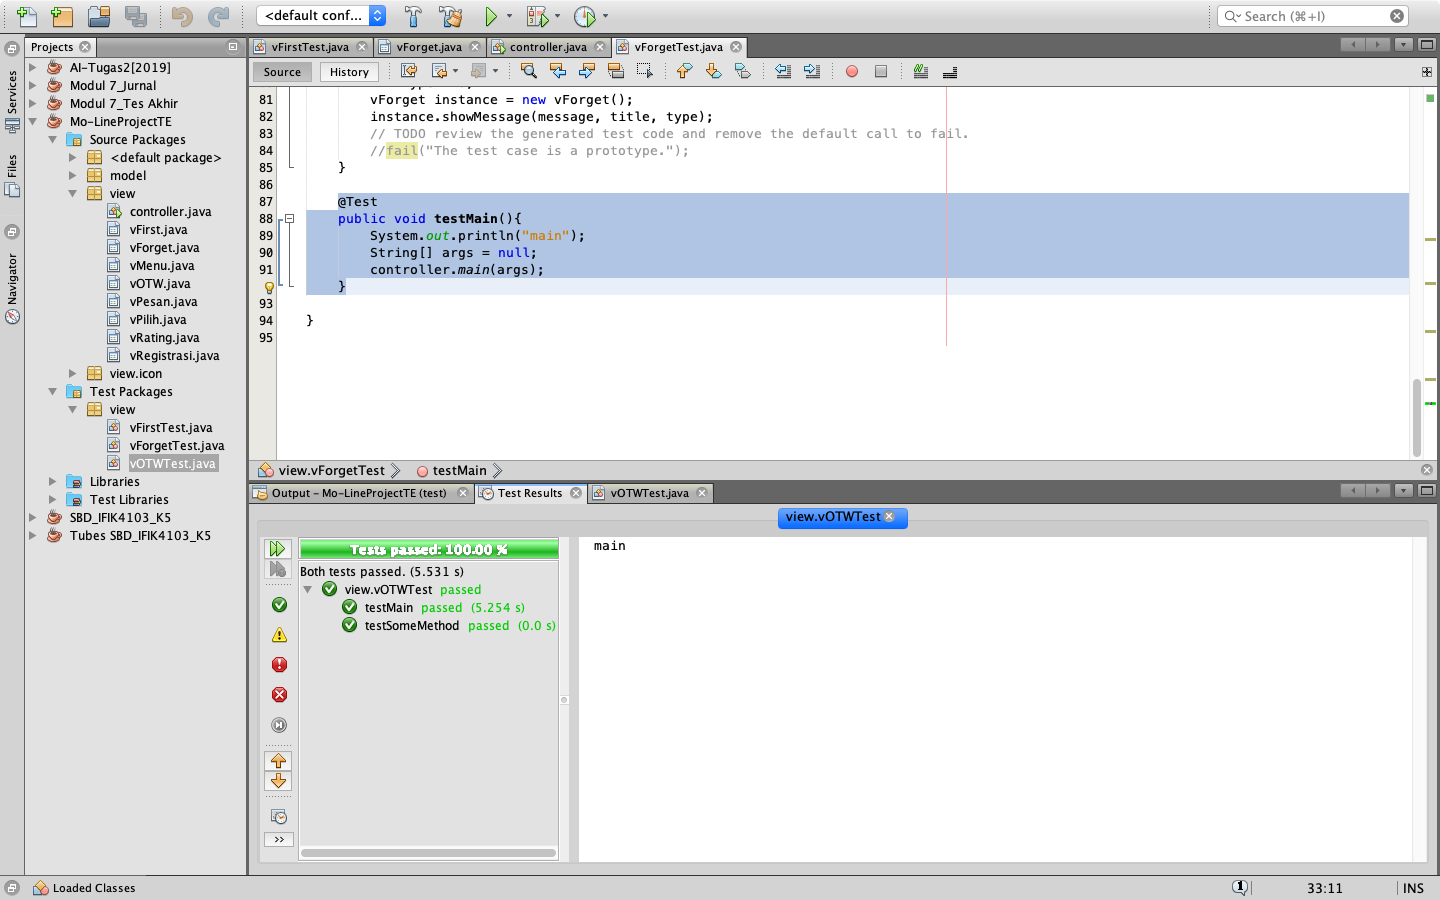 <default conf...
Search (⌘+I)
Projects
Services
Files
Navigator
AI-Tugas2[2019]
Modul 7_Jurnal
Modul 7_Tes Akhir
Mo-LineProjectTE
Source Packages
<default package>
model
view
controller.java
vFirst.java
vForget.java
vMenu.java
vOTW.java
vPesan.java
vPilih.java
vRating.java
vRegistrasi.java
view.icon
Test Packages
view
vFirstTest.java
vForgetTest.java
vOTWTest.java
Libraries
Test Libraries
SBD_IFIK4103_K5
Tubes SBD_IFIK4103_K5
vFirstTest.java
vForget.java
controller.java
vForgetTest.java
Source
History
81 vForget instance = new vForget();
82 instance.showMessage(message, title, type);
83 // TODO review the generated test code and remove the default call to fail.
84 //fail("The test case is a prototype.");
85 }
86
87 @Test
88 public void testMain(){
89 System.out.println("main");
90 String[] args = null;
91 controller.main(args);
}
93
94 }
95
view.vForgetTest
testMain
Output – Mo-LineProjectTE (test)
Test Results
vOTWTest.java
view.vOTWTest
Tests passed: 100.00 %
Both tests passed. (5.531 s)
view.vOTWTest passed
testMain passed (5.254 s)
testSomeMethod passed (0.0 s)
>>
main
Loaded Classes
1
33:11
INS